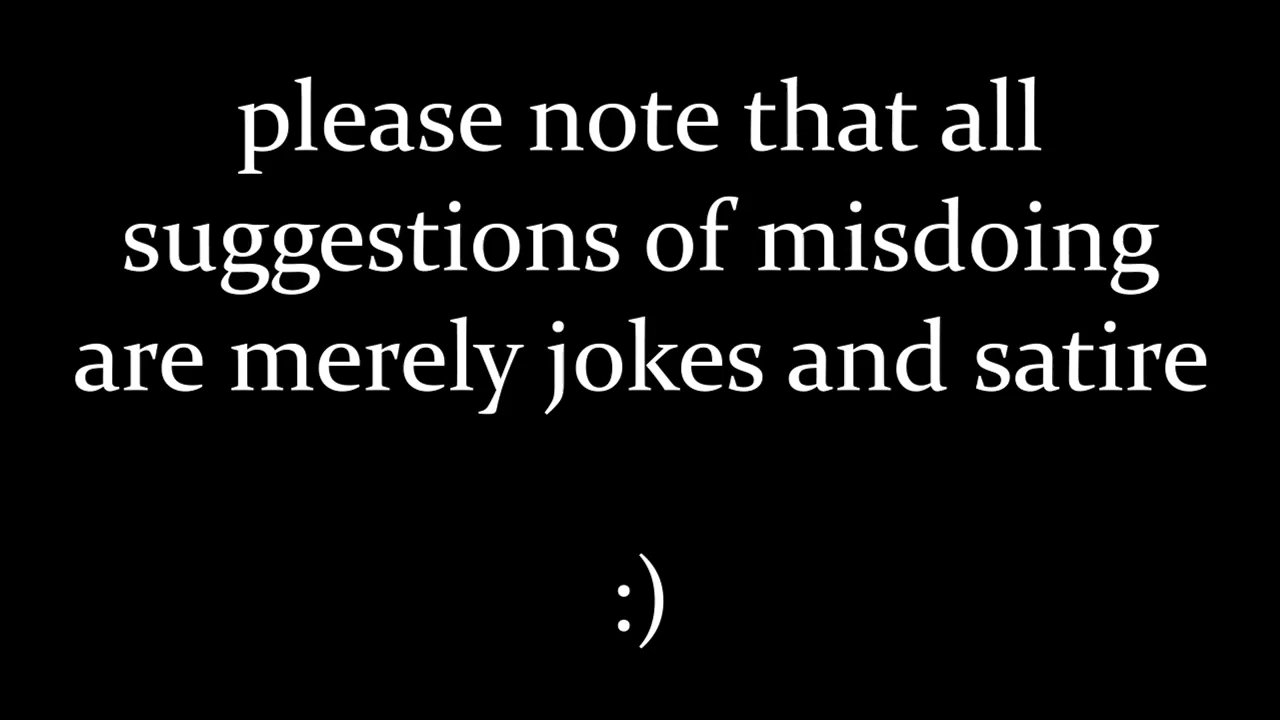 please note that all
suggestions of misdoing
are merely jokes and satire
:)